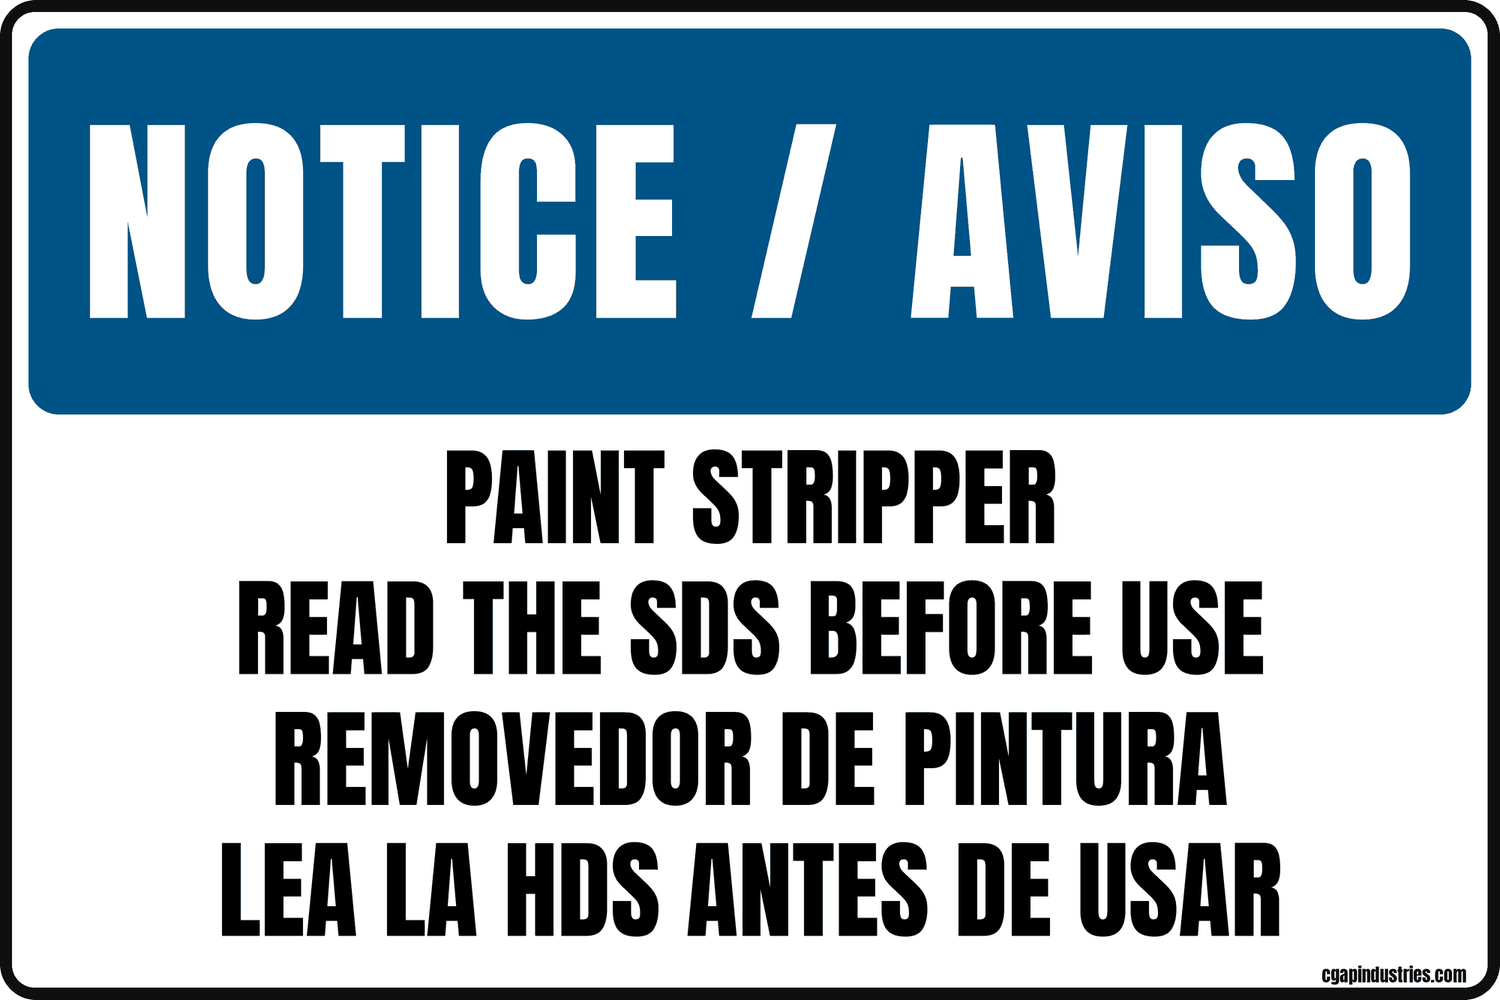 NOTICE / AVISO
PAINT STRIPPER
READ THE SDS BEFORE USE
REMOVEDOR DE PINTURA
LEA LA HDS ANTES DE USAR
cgapindustries.com